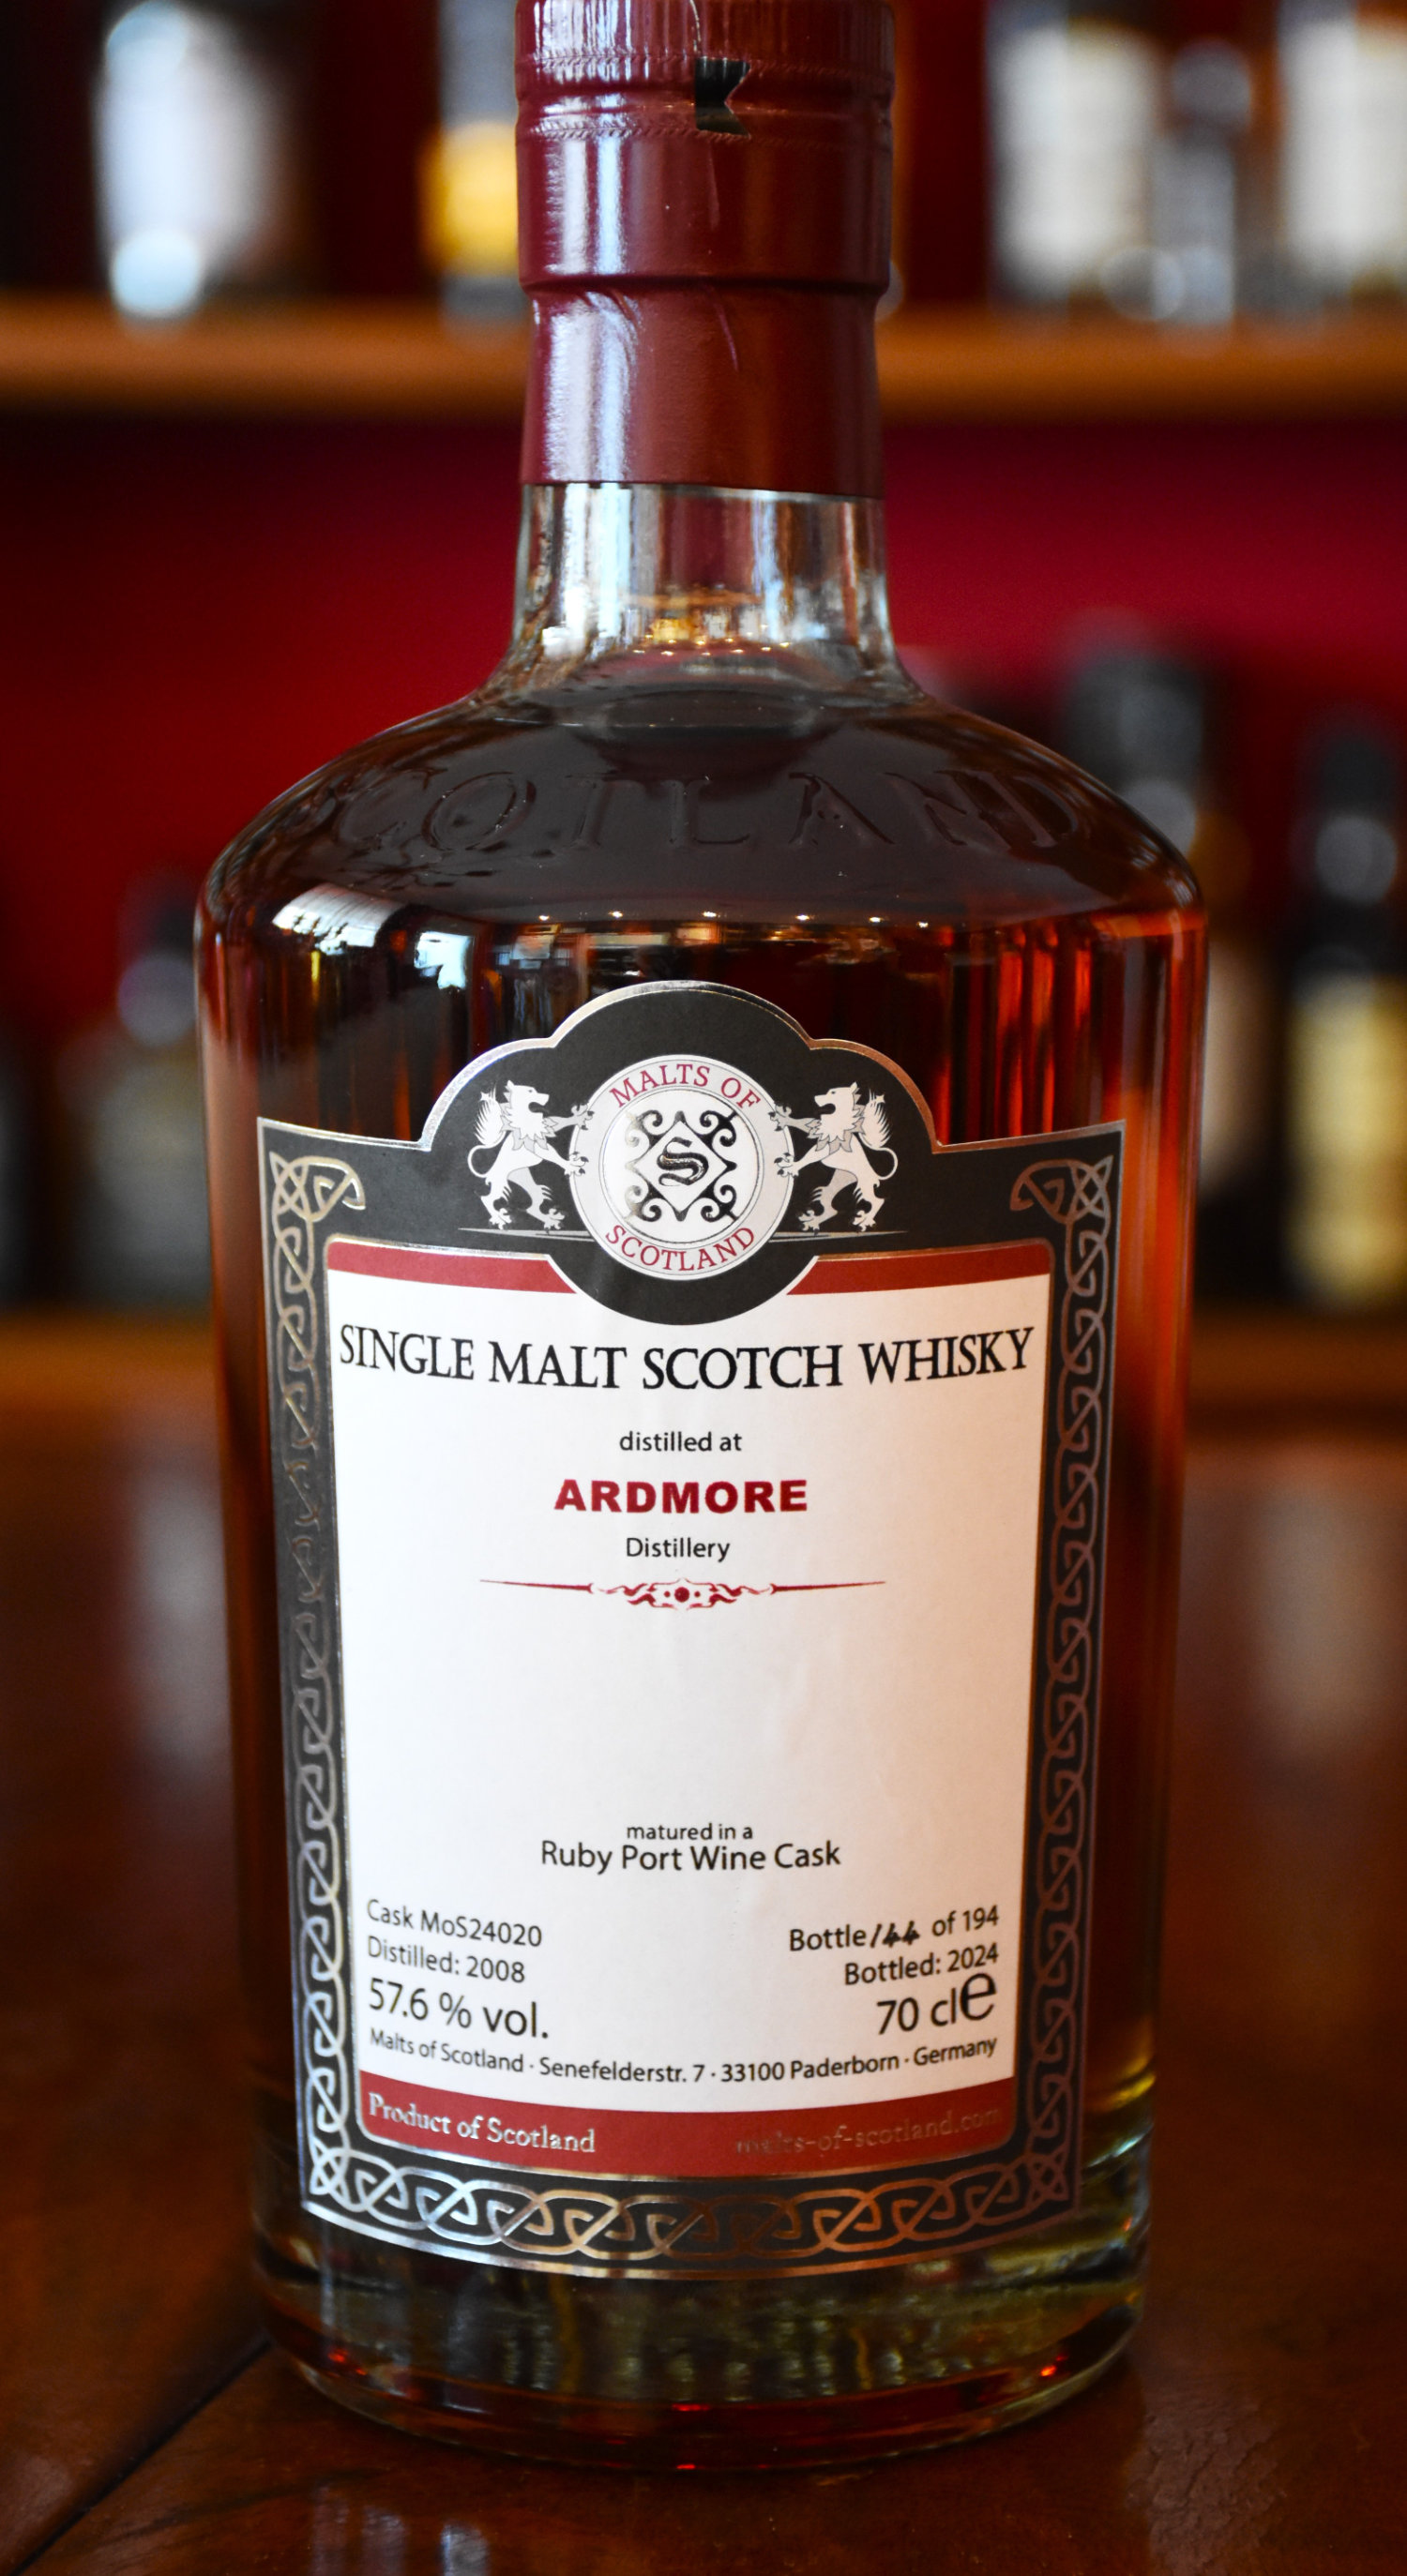 SCOTLAND
MALTS OF
S
SCOTLAND
SINGLE MALT SCOTCH WHISKY
distilled at
ARDMORE
Distillery
matured in a
Ruby Port Wine Cask
Cask MoS24020
Distilled: 2008
57.6 % vol.
Bottle 144 of 194
Bottled: 2024
70 cl e
Malts of Scotland · Senefelderstr. 7 · 33100 Paderborn · Germany
Product of Scotland
malts-of-scotland.com